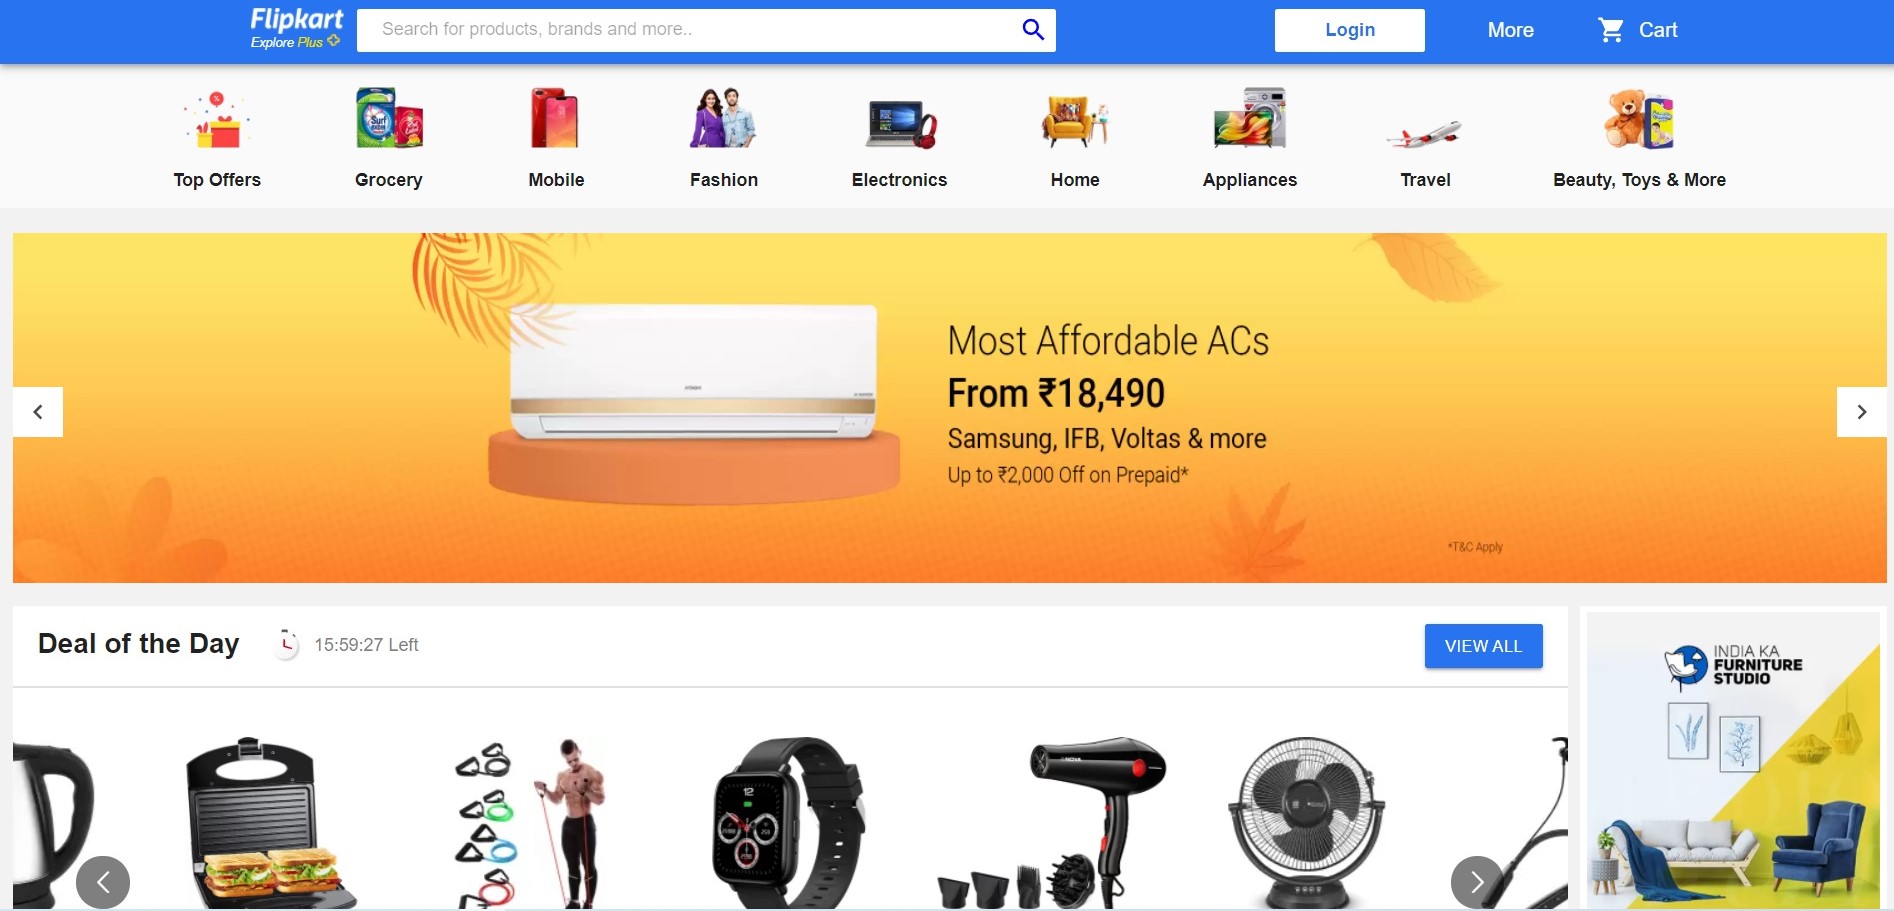 Flipkart
Explore Plus
Search for products, brands and more..
Login
More
Cart
Top Offers
Grocery
Mobile
Fashion
Electronics
Home
Appliances
Travel
Beauty, Toys & More
Most Affordable ACs
From ₹18,490
Samsung, IFB, Voltas & more
Up to ₹2,000 Off on Prepaid*
*T&C Apply
Deal of the Day
15:59:27 Left
VIEW ALL
INDIA KA
FURNITURE
STUDIO
NOVA